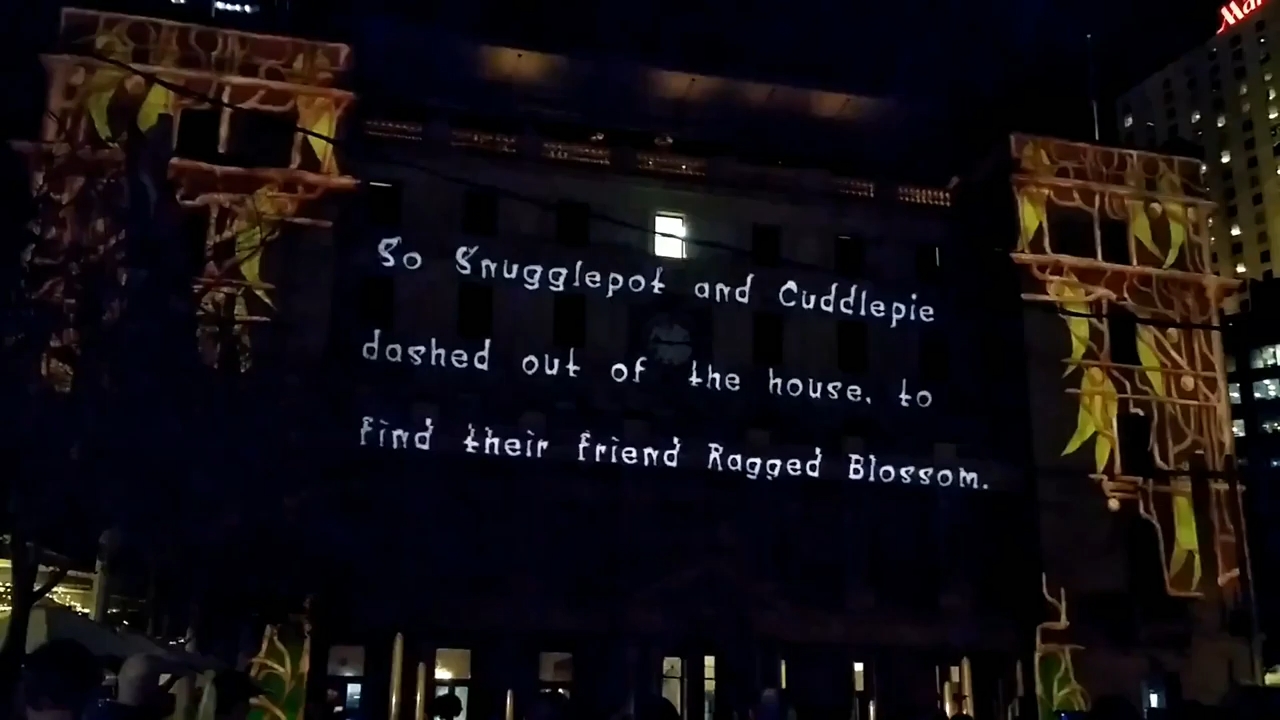 So Snugglepot and Cuddlepie
dashed out of the house, to
find their friend Ragged Blossom.